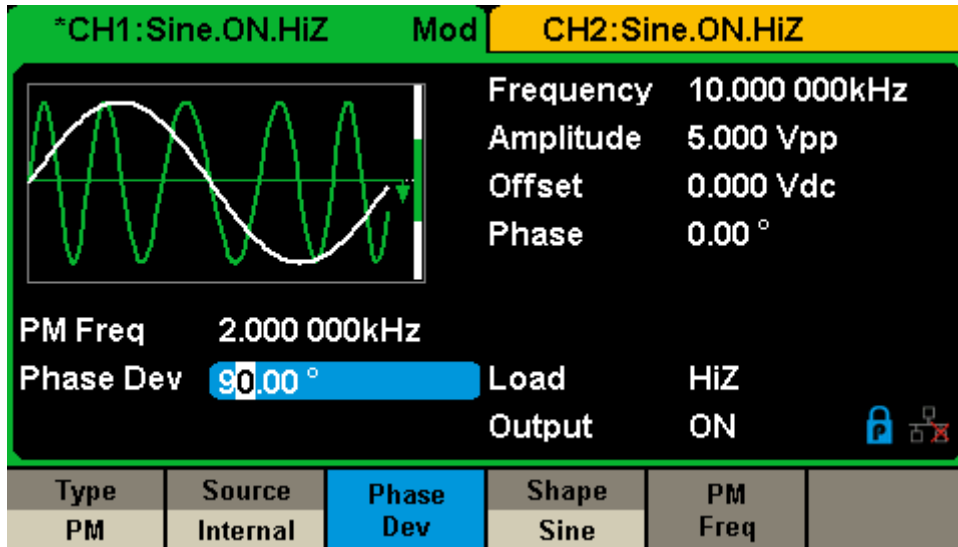 *CH1:Sine.ON.HiZ Mod CH2:Sine.ON.HiZ
Frequency 10.000 000kHz
Amplitude 5.000 Vpp
Offset 0.000 Vdc
Phase 0.00 °
PM Freq 2.000 000kHz
Phase Dev 90.00 °
Load HiZ
Output ON
P
Type Source Phase Dev Shape PM Freq
PM Internal Sine